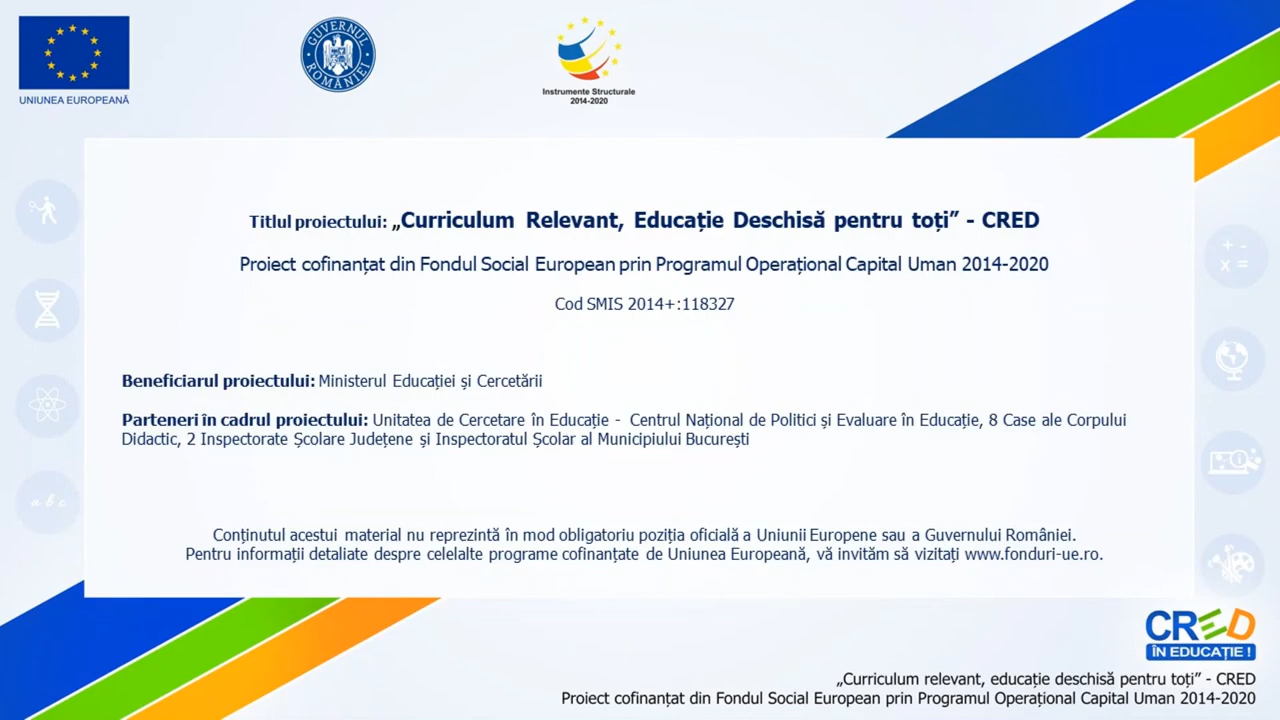 UNIUNEA EUROPEANĂ
GUVERNUL ROMÂNIEI
Instrumente Structurale
2014-2020
Titlul proiectului: „Curriculum Relevant, Educație Deschisă pentru toți” - CRED
Proiect cofinanțat din Fondul Social European prin Programul Operațional Capital Uman 2014-2020
Cod SMIS 2014+:118327
Beneficiarul proiectului: Ministerul Educației și Cercetării
Parteneri în cadrul proiectului: Unitatea de Cercetare în Educație - Centrul Național de Politici și Evaluare în Educație, 8 Case ale Corpului
Didactic, 2 Inspectorate Școlare Județene și Inspectoratul Școlar al Municipiului București
Conținutul acestui material nu reprezintă în mod obligatoriu poziția oficială a Uniunii Europene sau a Guvernului României.
Pentru informații detaliate despre celelalte programe cofinanțate de Uniunea Europeană, vă invităm să vizitați www.fonduri-ue.ro.
+ -
x =
a b c
CRED
ÎN EDUCAȚIE !
„Curriculum relevant, educație deschisă pentru toți” - CRED
Proiect cofinanțat din Fondul Social European prin Programul Operațional Capital Uman 2014-2020